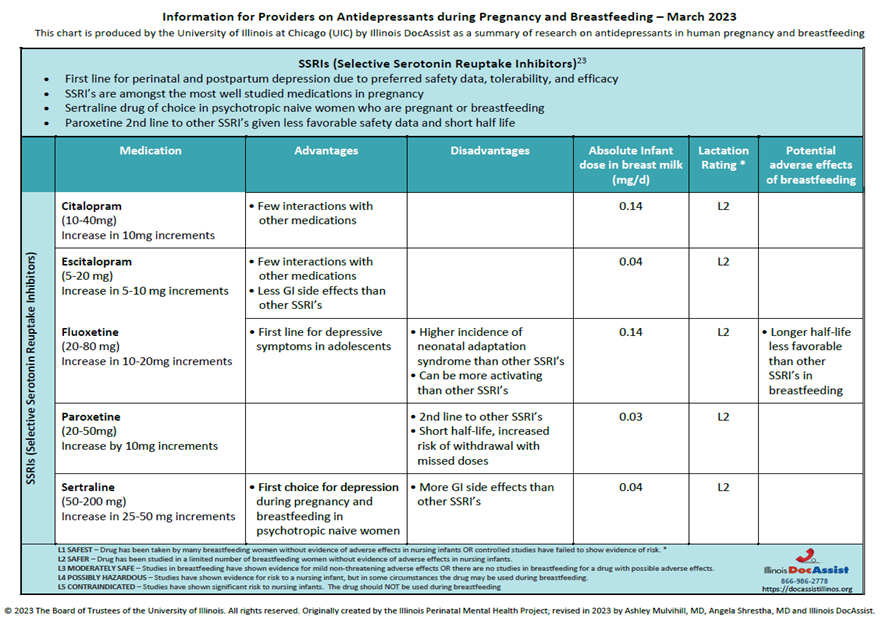 Information for Providers on Antidepressants during Pregnancy and Breastfeeding – March 2023
This chart is produced by the University of Illinois at Chicago (UIC) by Illinois DocAssist as a summary of research on antidepressants in human pregnancy and breastfeeding
SSRIs (Selective Serotonin Reuptake Inhibitors)23
• First line for perinatal and postpartum depression due to preferred safety data, tolerability, and efficacy
• SSRI's are amongst the most well studied medications in pregnancy
• Sertraline drug of choice in psychotropic naive women who are pregnant or breastfeeding
• Paroxetine 2nd line to other SSRI's given less favorable safety data and short half life
Medication
Advantages
Disadvantages
Absolute Infant
dose in breast milk
(mg/d)
Lactation
Rating *
Potential
adverse effects
of breastfeeding
SSRIs (Selective Serotonin Reuptake Inhibitors)
Citalopram
(10-40mg)
Increase in 10mg increments
• Few interactions with
other medications
0.14
L2
Escitalopram
(5-20 mg)
Increase in 5-10 mg increments
• Few interactions with
other medications
• Less GI side effects than
other SSRI's
0.04
L2
Fluoxetine
(20-80 mg)
Increase in 10-20mg increments
• First line for depressive
symptoms in adolescents
• Higher incidence of
neonatal adaptation
syndrome than other SSRI's
• Can be more activating
than other SSRI's
0.14
L2
• Longer half-life
less favorable
than other
SSRI's in
breastfeeding
Paroxetine
(20-50mg)
Increase by 10mg increments
• 2nd line to other SSRI's
• Short half-life, increased
risk of withdrawal with
missed doses
0.03
L2
Sertraline
(50-200 mg)
Increase in 25-50 mg increments
• First choice for depression
during pregnancy and
breastfeeding in
psychotropic naive women
• More GI side effects than
other SSRI's
0.04
L2
L1 SAFEST – Drug has been taken by many breastfeeding women without evidence of adverse effects in nursing infants OR controlled studies have failed to show evidence of risk. *
L2 SAFER – Drug has been studied in a limited number of breastfeeding women without evidence of adverse effects in nursing infants.
L3 MODERATELY SAFE – Studies in breastfeeding have shown evidence for mild non-threatening adverse effects OR there are no studies in breastfeeding for a drug with possible adverse effects.
L4 POSSIBLY HAZARDOUS – Studies have shown evidence for risk to a nursing infant, but in some circumstances the drug may be used during breastfeeding.
L5 CONTRAINDICATED – Studies have shown significant risk to nursing infants. The drug should NOT be used during breastfeeding
Illinois DocAssist
866-986-2778
https://docassistillinos.org
© 2023 The Board of Trustees of the University of Illinois. All rights reserved. Originally created by the Illinois Perinatal Mental Health Project; revised in 2023 by Ashley Mulvihill, MD, Angela Shrestha, MD and Illinois DocAssist.